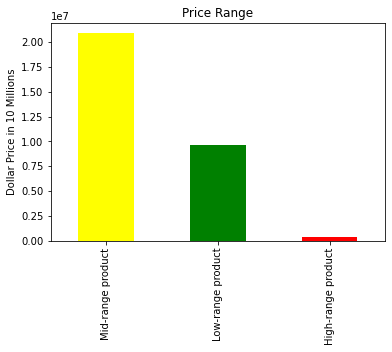 Price Range
1e7
Dollar Price in 10 Millions
2.00
1.75
1.50
1.25
1.00
0.75
0.50
0.25
0.00
Mid-range product
Low-range product
High-range product